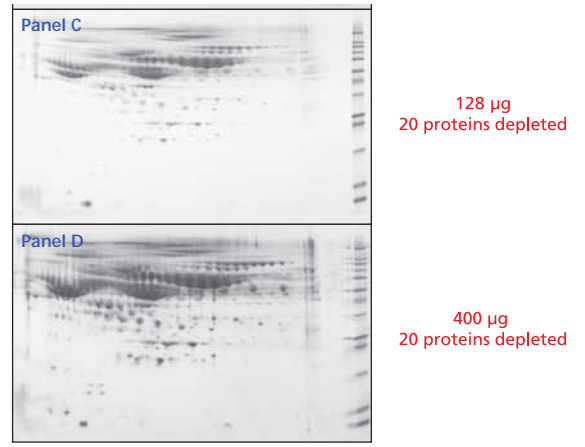 Panel C
128 µg
20 proteins depleted
Panel D
400 µg
20 proteins depleted